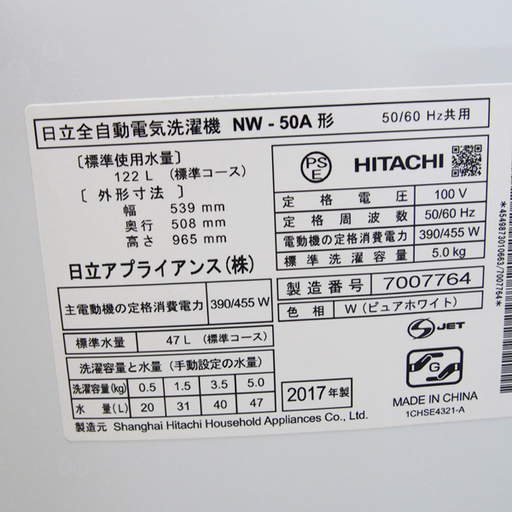 日立全自動電気洗濯機 NW - 50A 形 50/60 Hz共用
〔標準使用水量〕
122 L (標準コース)
〔 外形寸法 〕
幅 539 mm
奥行 508 mm
高さ 965 mm
日立アプライアンス(株)
主電動機の定格消費電力 390/455 W
標準水量 47 L (標準コース)
洗濯容量と水量 (手動設定の水量)
洗濯容量(kg) 0.5 1.5 3.5 5.0
水 量(L) 20 31 40 47
製造元 Shanghai Hitachi Household Appliances Co., Ltd.
PS
E
HITACHI
定格電圧 100 V
定格周波数 50/60 Hz
電動機の定格消費電力 390/455 W
標準洗濯容量 5.0 kg
製造番号 7007764
色相 W (ピュアホワイト)
S JET
G
2017 年製
MADE IN CHINA
1CHSE4321-A
*4549873010663/7007764*